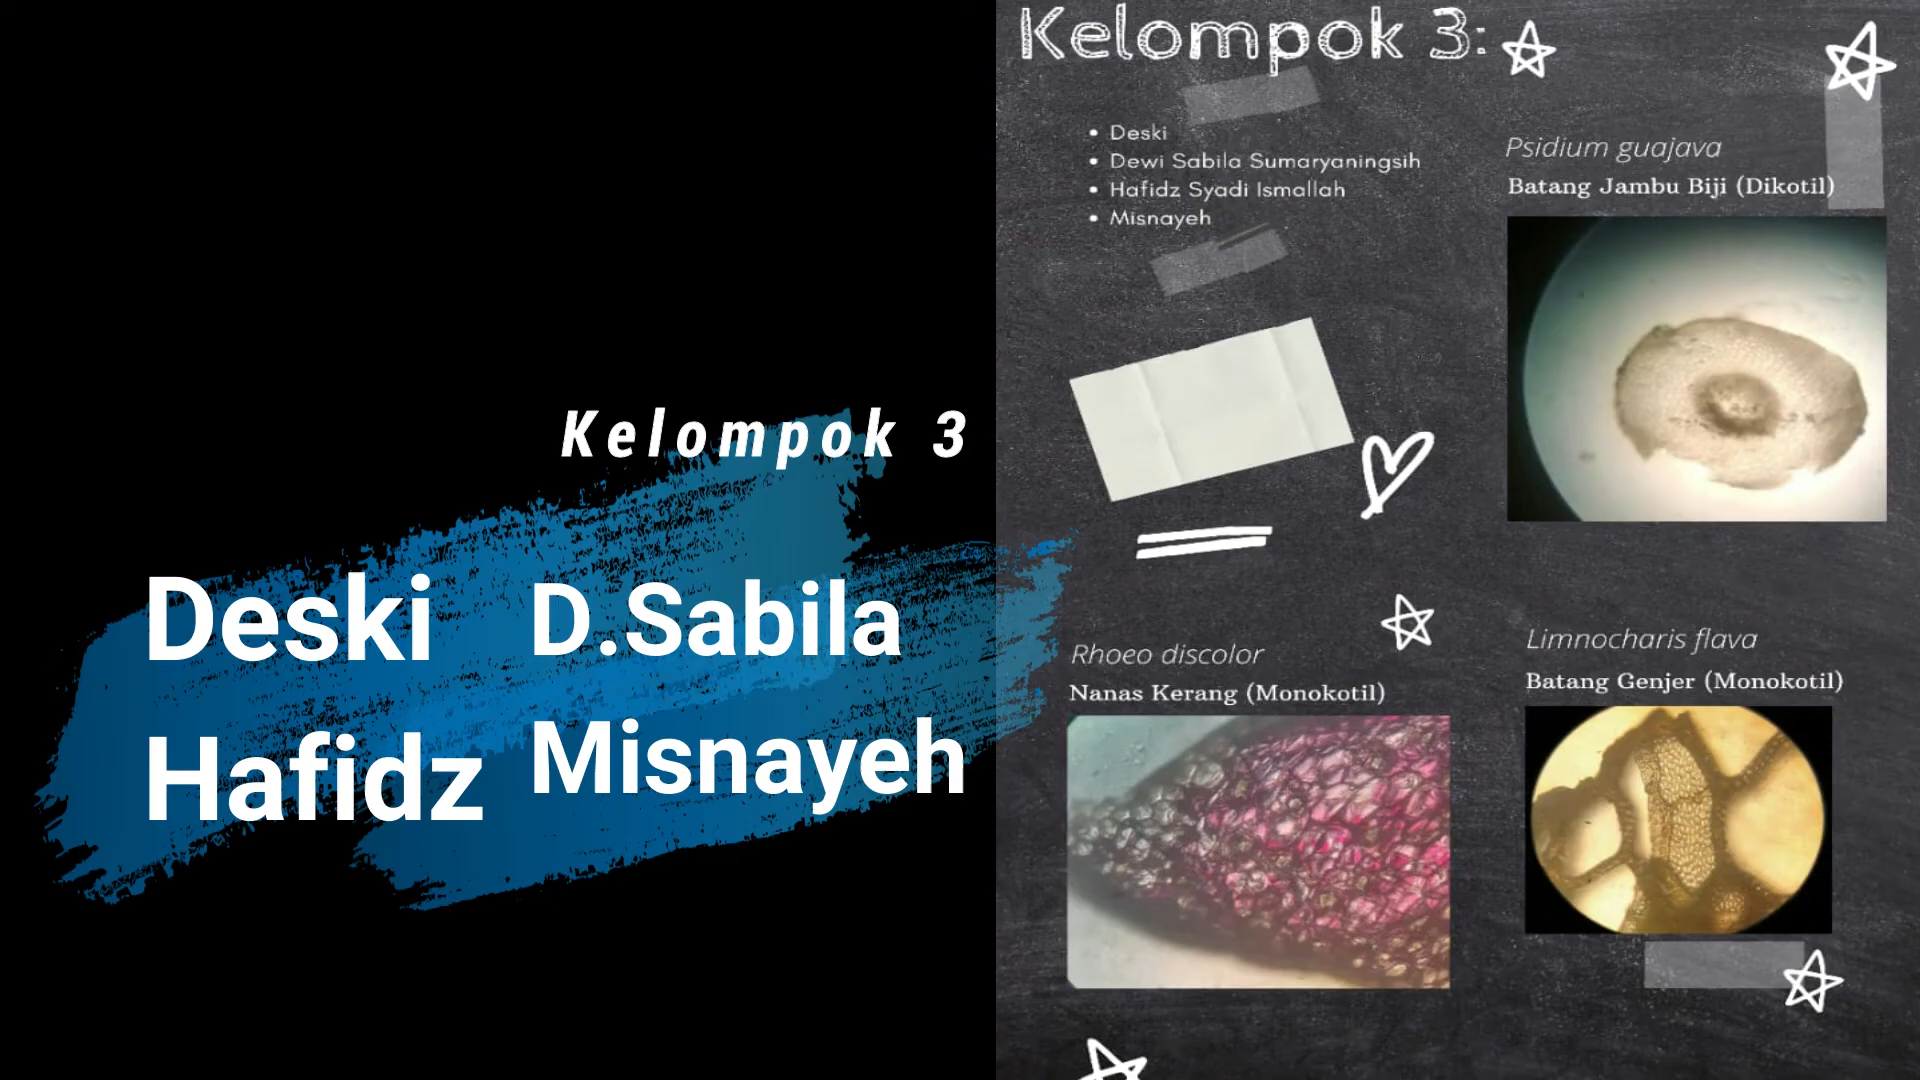 Kelompok 3
Deski
D.Sabila
Hafidz
Misnayeh
Kelompok 3:
Deski
Dewi Sabila Sumaryaningsih
Hafidz Syadi Ismallah
Misnayeh
Psidium guajava
Batang Jambu Biji (Dikotil)
Rhoeo discolor
Nanas Kerang (Monokotil)
Limnocharis flava
Batang Genjer (Monokotil)